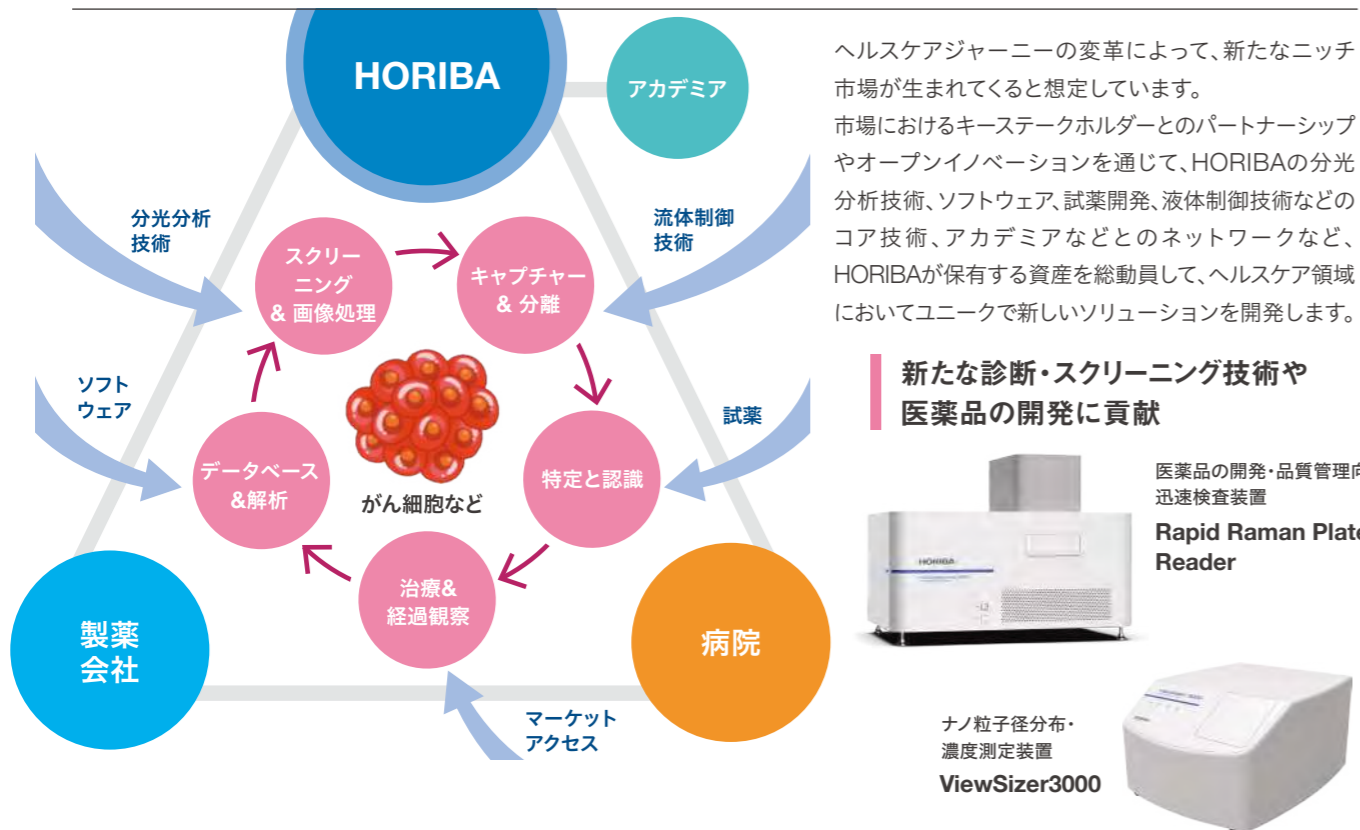 HORIBA
アカデミア
分光分析
技術
流体制御
技術
スクリー
ニング
& 画像処理
キャプチャー
& 分離
ソフト
ウェア
試薬
データベース
&解析
がん細胞など
特定と認識
治療&
経過観察
製薬
会社
病院
マーケット
アクセス
ヘルスケアジャーニーの変革によって、新たなニッチ
市場が生まれてくると想定しています。
市場におけるキーステークホルダーとのパートナーシップ
やオープンイノベーションを通じて、HORIBAの分光
分析技術、ソフトウェア、試薬開発、液体制御技術などの
コア技術、アカデミアなどとのネットワークなど、
HORIBAが保有する資産を総動員して、ヘルスケア領域
においてユニークで新しいソリューションを開発します。
新たな診断・スクリーニング技術や
医薬品の開発に貢献
医薬品の開発・品質管理向
迅速検査装置
Rapid Raman Plate
Reader
HORIBA
ナノ粒子径分布・
濃度測定装置
ViewSizer3000